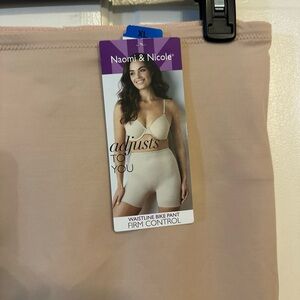 XL
Naomi & Nicole®
adjusts
TO
YOU
WAISTLINE BIKE PANT
FIRM CONTROL